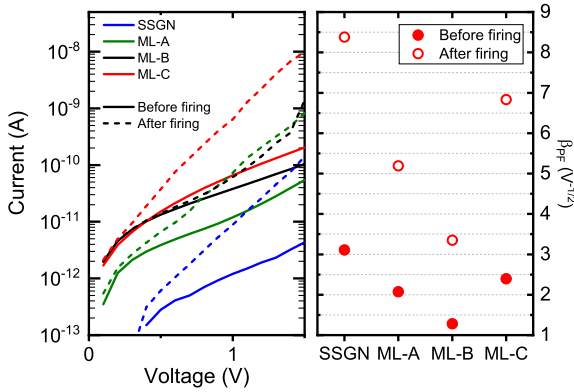 SSGN
ML-A
ML-B
ML-C
Before firing
After firing
10-8
10-9
10-10
10-11
10-12
10-13
Current (A)
0
1
Voltage (V)
Before firing
After firing
9
8
7
6
5
4
3
2
1
βPF (V-1/2)
SSGN ML-A ML-B ML-C